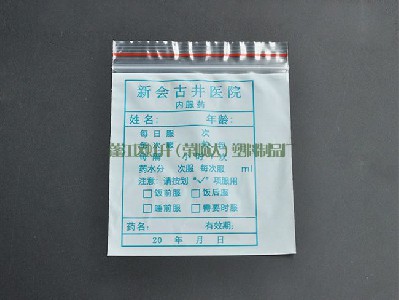 新会古井医院
内服药
姓名: 年龄:
每日服 次
药水分 次服 每次服 ml
注意: 请按划“√”项服用
□饭前服 □饭后服
□睡前服 □需要时服
药名: 有效期:
20 年 月 日